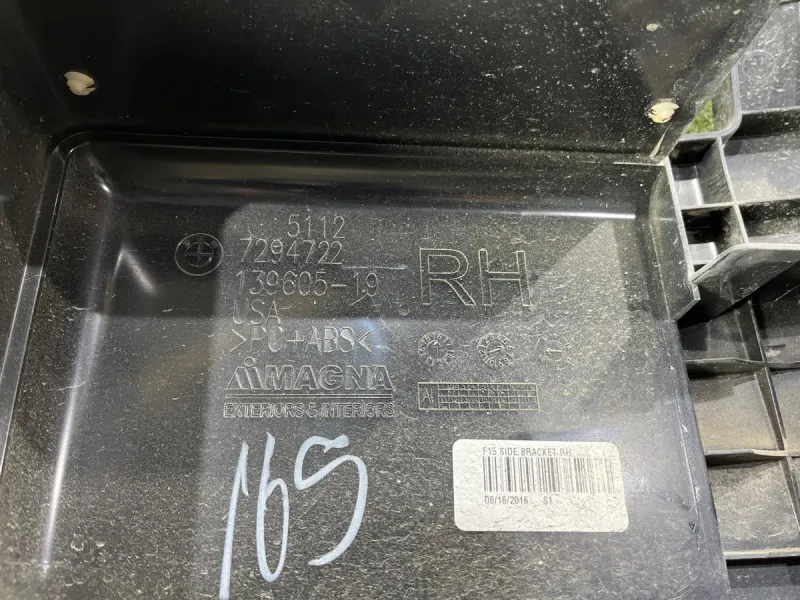 5112
7294722
139605-19
USA
>PC+ABS<
RH
MAGNA
EXTERIORS & INTERIORS
A
F15 SIDE BRACKET RH
08/16/2016 S1
165